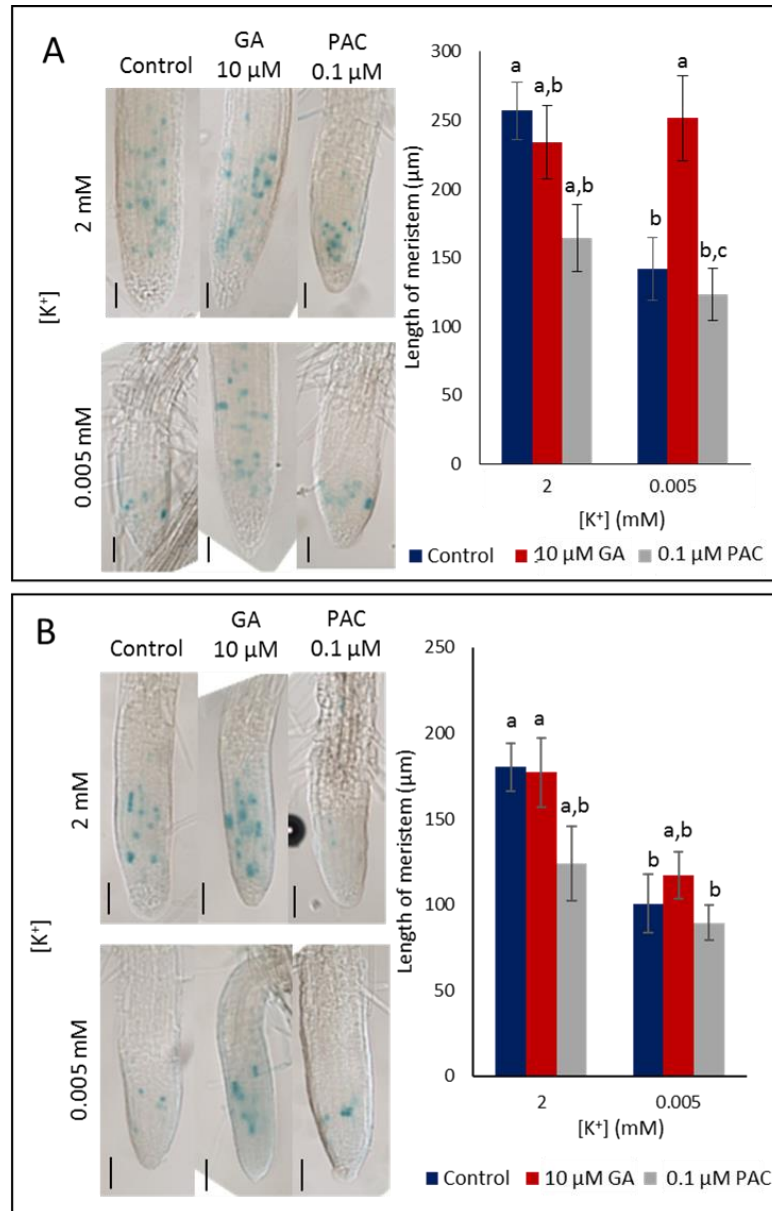 A
Control
GA
10 µM
PAC
0.1 µM
2 mM
0.005 mM
[K⁺]
Length of meristem (µm)
300
250
200
150
100
50
0
a
a,b
a,b
b
a
b,c
2
0.005
[K⁺] (mM)
Control
10 µM GA
0.1 µM PAC
B
Control
GA
10 µM
PAC
0.1 µM
2 mM
0.005 mM
[K⁺]
Length of meristem (µm)
250
200
150
100
50
0
a
a
a,b
b
a,b
b
2
0.005
[K⁺] (mM)
Control
10 µM GA
0.1 µM PAC